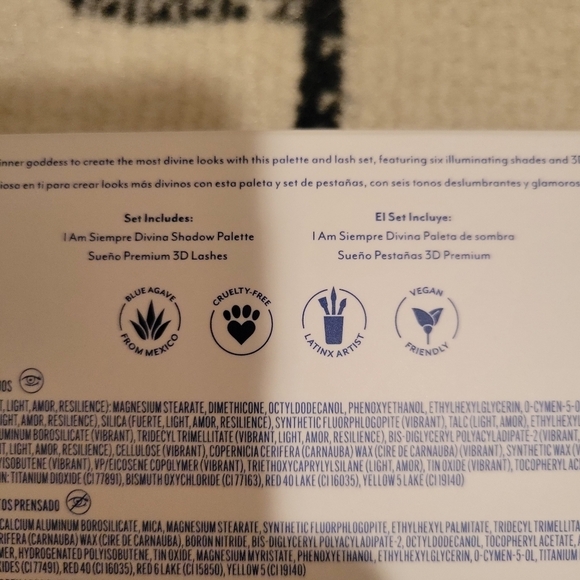 inner goddess to create the most divine looks with this palette and lash set, featuring six illuminating shades and 3
ioso en ti para crear looks más divinos con esta paleta y set de pestañas, con seis tonos deslumbrantes y glamoros
Set Includes:
I Am Siempre Divina Shadow Palette
Sueño Premium 3D Lashes
El Set Incluye:
I Am Siempre Divina Paleta de sombra
Sueño Pestañas 3D Premium
BLUE AGAVE
FROM MEXICO
CRUELTY-FREE
LATINX ARTIST
VEGAN
FRIENDLY
DOS
T, LIGHT, AMOR, RESILIENCE): MAGNESIUM STEARATE, DIMETHICONE, OCTYLDODECANOL, PHENOXYETHANOL, ETHYLHEXYLGLYCERIN, O-CYMEN-5-O
LIGHT, AMOR, RESILIENCE), SILICA (FUERTE, LIGHT, AMOR, RESILIENCE), SYNTHETIC FLUORPHLOGOPITE (VIBRANT), TALC (LIGHT, AMOR), ETHYLHEXY
UMINUM BOROSILICATE (VIBRANT), TRIDECYL TRIMELLITATE (VIBRANT, LIGHT, AMOR, RESILIENCE), BIS-DIGLYCERYL POLYACYLADIPATE-2 (VIBRANT,
LIGHT, AMOR, RESILIENCE), CELLULOSE (VIBRANT), COPERNICIA CERIFERA (CARNAUBA) WAX (CIRE DE CARNAUBA) (VIBRANT), SYNTHETIC WAX (V
YISOBUTENE (VIBRANT), VP/EICOSENE COPOLYMER (VIBRANT), TRIETHOXYCAPRYLYLSILANE (LIGHT, AMOR), TIN OXIDE (VIBRANT), TOCOPHERYL AC
N: TITANIUM DIOXIDE (CI 77891), BISMUTH OXYCHLORIDE (CI 77163), RED 40 LAKE (CI 16035), YELLOW 5 LAKE (CI 19140)
TOS PRENSADO
CALCIUM ALUMINUM BOROSILICATE, MICA, MAGNESIUM STEARATE, SYNTHETIC FLUORPHLOGOPITE, ETHYLHEXYL PALMITATE, TRIDECYL TRIMELLITA
RIFERA (CARNAUBA) WAX (CIRE DE CARNAUBA), BORON NITRIDE, BIS-DIGLYCERYL POLYACYLADIPATE-2, OCTYLDODECANOL, TOCOPHERYL ACETATE,
MER, HYDROGENATED POLYISOBUTENE, TIN OXIDE, MAGNESIUM MYRISTATE, PHENOXYETHANOL, ETHYLHEXYLGLYCERIN, O-CYMEN-5-OL, TITANIUM
XIDES (CI 77491), RED 40 (CI 16035), RED 6 LAKE (CI 15850), YELLOW 5 (CI 19140)